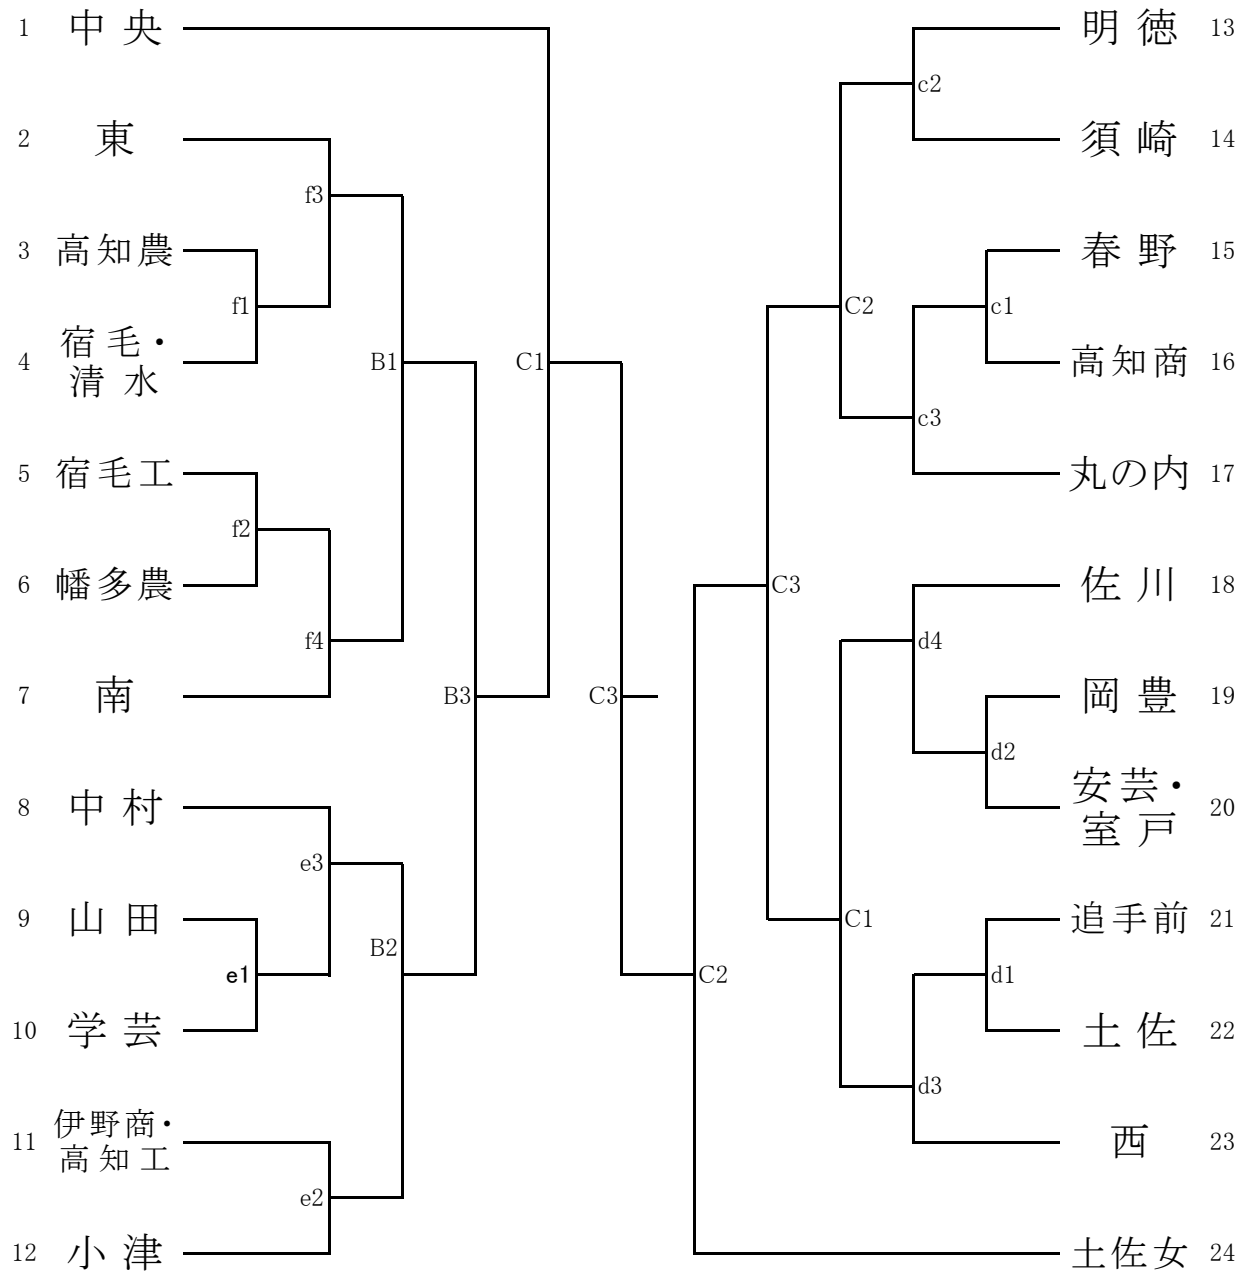 1 中央
2 東
f3
3 高知農
f1
4 宿毛・
清水
B1
C1
5 宿毛工
f2
6 幡多農
f4
7 南
B3
C3
8 中村
e3
9 山田
B2
e1
10 学芸
11 伊野商・
高知工
e2
12 小津
明徳 13
c2
須崎 14
春野 15
C2
c1
高知商 16
c3
丸の内 17
佐川 18
C3
d4
岡豊 19
d2
安芸・
室戸 20
追手前 21
C1
d1
C2
土佐 22
d3
西 23
土佐女 24